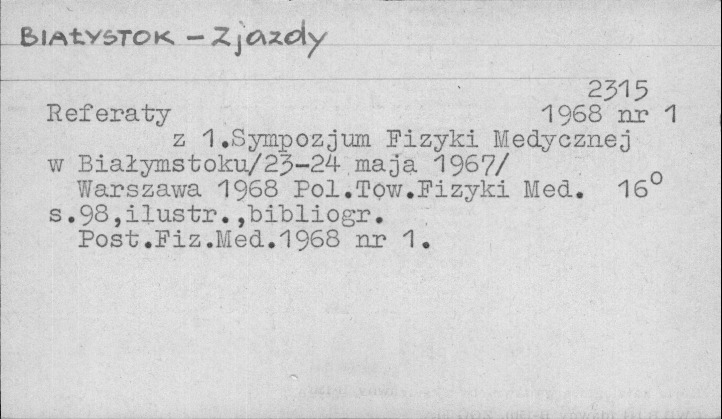 BIAŁYSTOK - Zjazdy
2315
Referaty 1968 nr 1
z 1.Sympozjum Fizyki Medycznej
w Białymstoku/23-24 maja 1967/
Warszawa 1968 Pol.Tow.Fizyki Med. 16°
s.98,ilustr.,bibliogr.
Post.Fiz.Med.1968 nr 1.